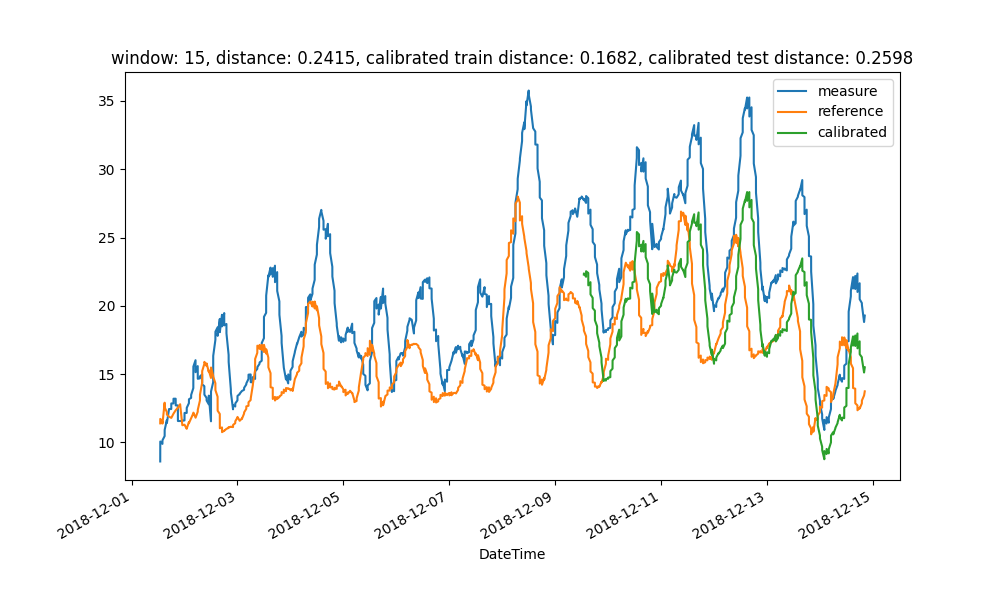 window: 15, distance: 0.2415, calibrated train distance: 0.1682, calibrated test distance: 0.2598
measure
reference
calibrated
35
30
25
20
15
10
2018-12-01
2018-12-03
2018-12-05
2018-12-07
2018-12-09
2018-12-11
2018-12-13
2018-12-15
DateTime